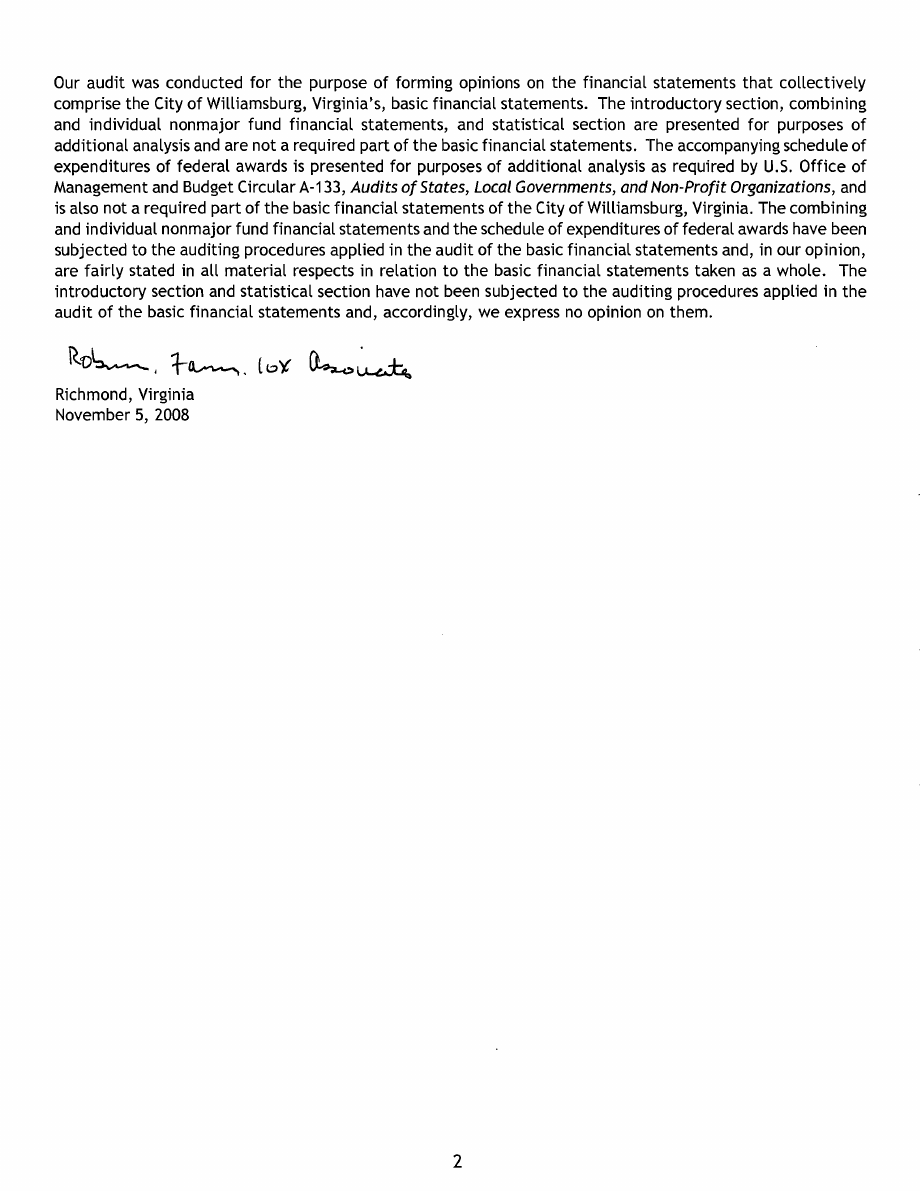 Our audit was conducted for the purpose of forming opinions on the financial statements that collectively
comprise the City of Williamsburg, Virginia's, basic financial statements. The introductory section, combining
and individual nonmajor fund financial statements, and statistical section are presented for purposes of
additional analysis and are not a required part of the basic financial statements. The accompanying schedule of
expenditures of federal awards is presented for purposes of additional analysis as required by U.S. Office of
Management and Budget Circular A-133, Audits of States, Local Governments, and Non-Profit Organizations, and
is also not a required part of the basic financial statements of the City of Williamsburg, Virginia. The combining
and individual nonmajor fund financial statements and the schedule of expenditures of federal awards have been
subjected to the auditing procedures applied in the audit of the basic financial statements and, in our opinion,
are fairly stated in all material respects in relation to the basic financial statements taken as a whole. The
introductory section and statistical section have not been subjected to the auditing procedures applied in the
audit of the basic financial statements and, accordingly, we express no opinion on them.
Associates
Richmond, Virginia
November 5, 2008
2